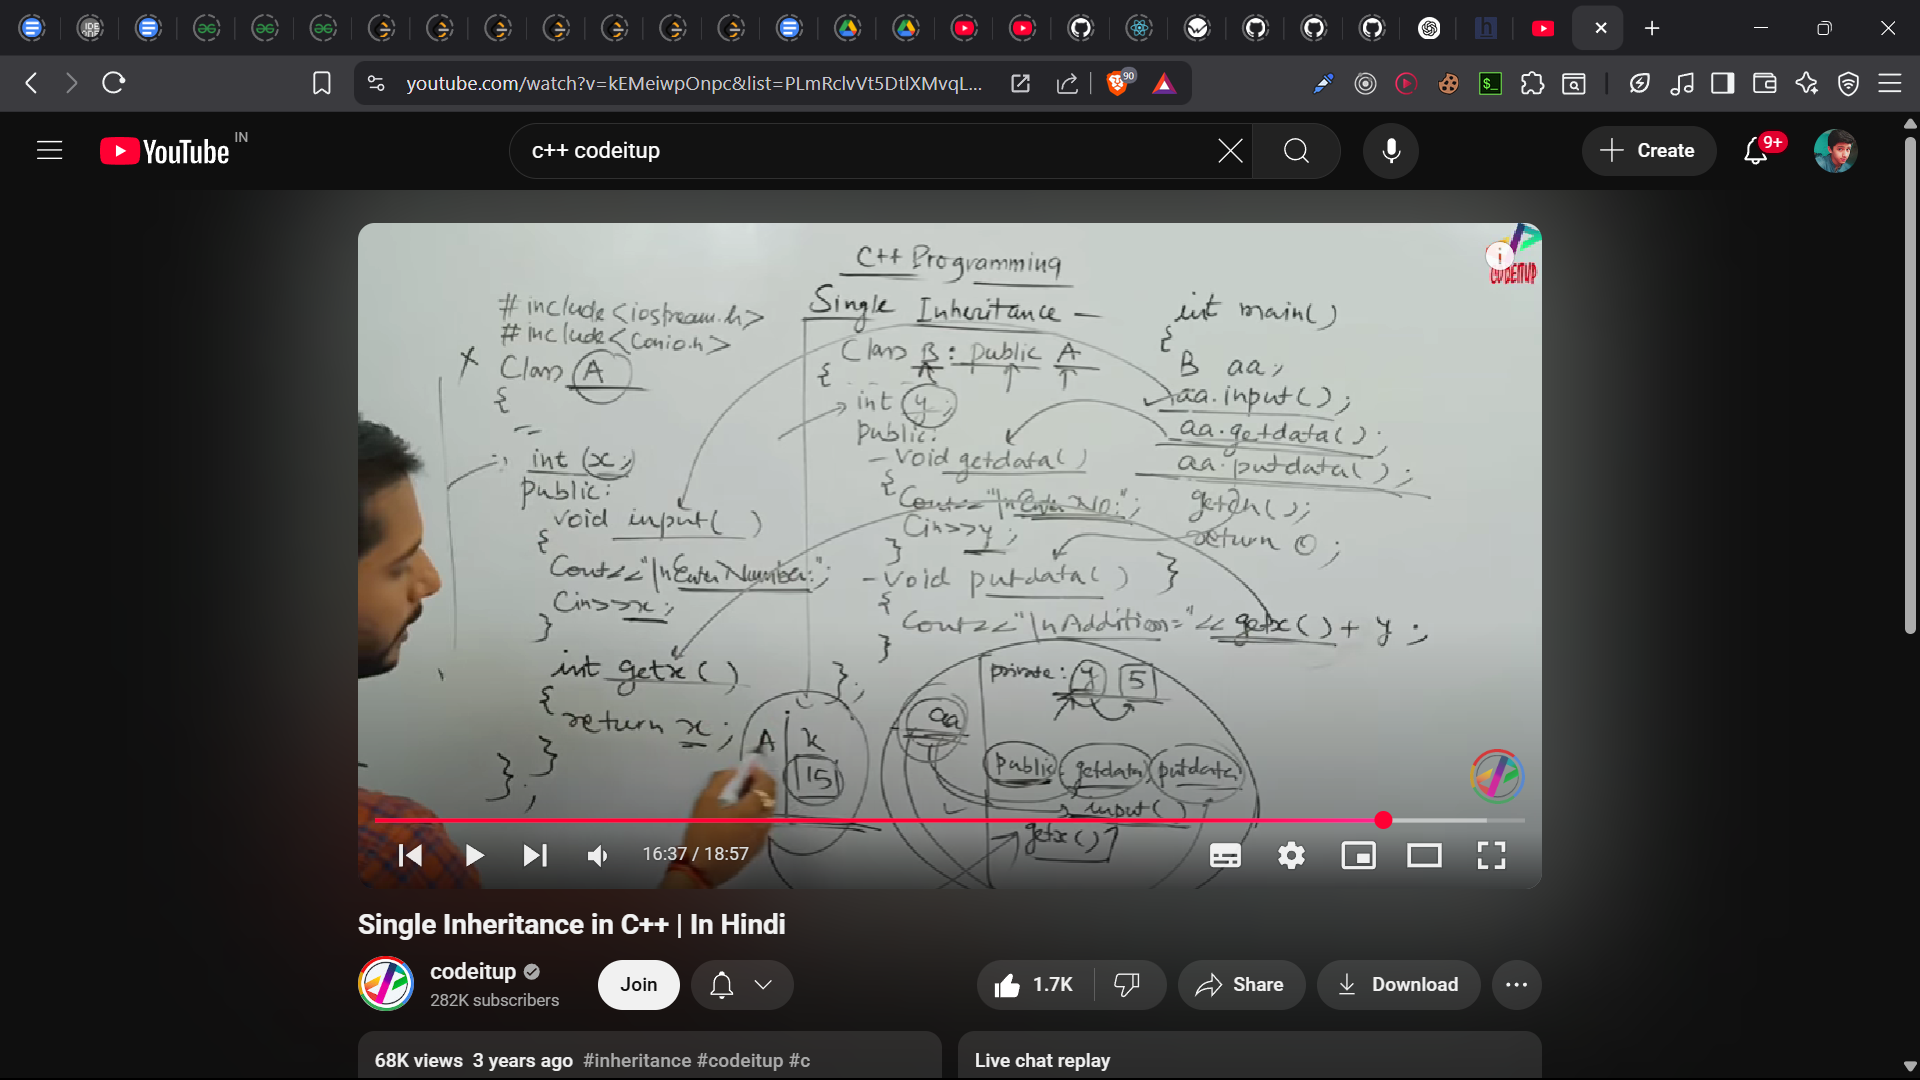 youtube.com/watch?v=kEMeiwpOnpc&list=PLmRclvVt5DtlXMvqL...
90
YouTube
IN
c++ codeitup
Create
9+
C++ Programming
Single Inheritance
CODEITUP
#include<iostream.h>
#include<conio.h>
Class A
{
int x;
public:
void input( )
{
Cout<<"\nEnter Number:";
Cin>>x;
}
int getx( )
{
return x;
}
};
Class B : public A
{
int y;
public:
- void getdata( )
{
Cout<<"\nEnter No:";
Cin>>y;
}
- void putdata( )
{
Cout<<"\nAddition="<<getx()+ y ;
}
};
int main()
{
B aa;
aa.input();
aa.getdata();
aa.putdata();
getch();
return 0;
}
A
x
15
aa
private: y 5
public: getdata, putdata
input( )
getx( )
16:37 / 18:57
Single Inheritance in C++ | In Hindi
codeitup
282K subscribers
Join
1.7K
Share
Download
68K views 3 years ago #inheritance #codeitup #c
Live chat replay